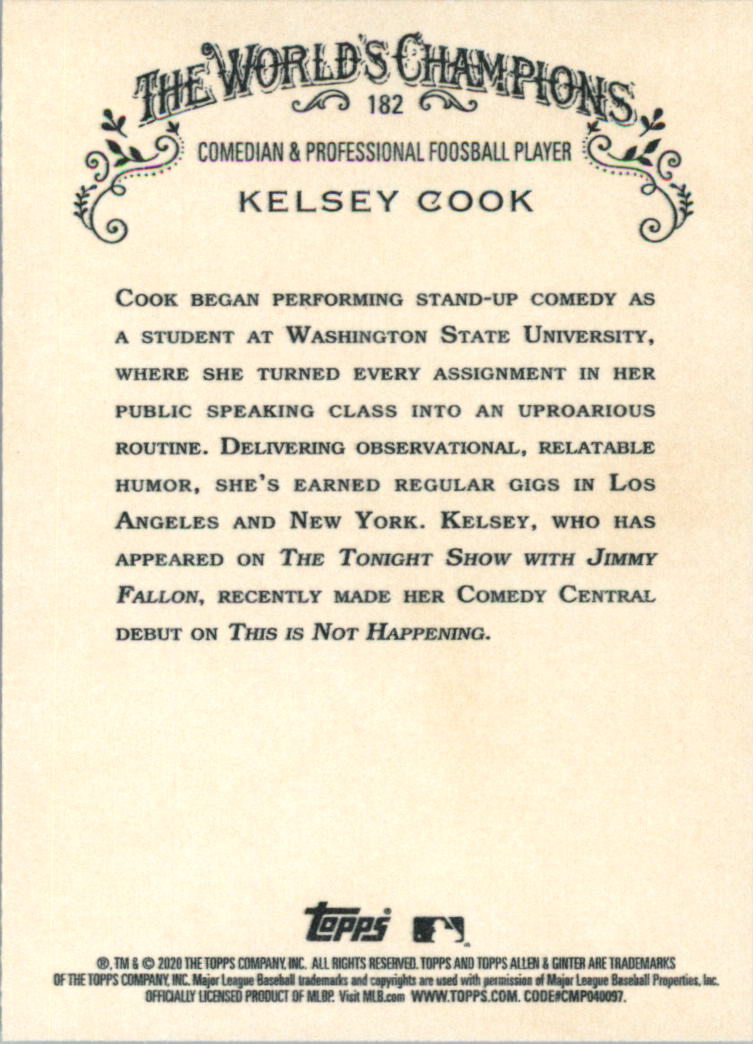 THE WORLD'S CHAMPIONS
182
COMEDIAN & PROFESSIONAL FOOSBALL PLAYER
KELSEY COOK
COOK BEGAN PERFORMING STAND-UP COMEDY AS
A STUDENT AT WASHINGTON STATE UNIVERSITY,
WHERE SHE TURNED EVERY ASSIGNMENT IN HER
PUBLIC SPEAKING CLASS INTO AN UPROARIOUS
ROUTINE. DELIVERING OBSERVATIONAL, RELATABLE
HUMOR, SHE'S EARNED REGULAR GIGS IN LOS
ANGELES AND NEW YORK. KELSEY, WHO HAS
APPEARED ON THE TONIGHT SHOW WITH JIMMY
FALLON, RECENTLY MADE HER COMEDY CENTRAL
DEBUT ON THIS IS NOT HAPPENING.
topps®
®, TM & © 2020 THE TOPPS COMPANY, INC. ALL RIGHTS RESERVED. TOPPS AND TOPPS ALLEN & GINTER ARE TRADEMARKS
OF THE TOPPS COMPANY, INC. Major League Baseball trademarks and copyrights are used with permission of Major League Baseball Properties, Inc.
OFFICIALLY LICENSED PRODUCT OF MLBP. Visit MLB.com WWW.TOPPS.COM. CODE#CMP040097.